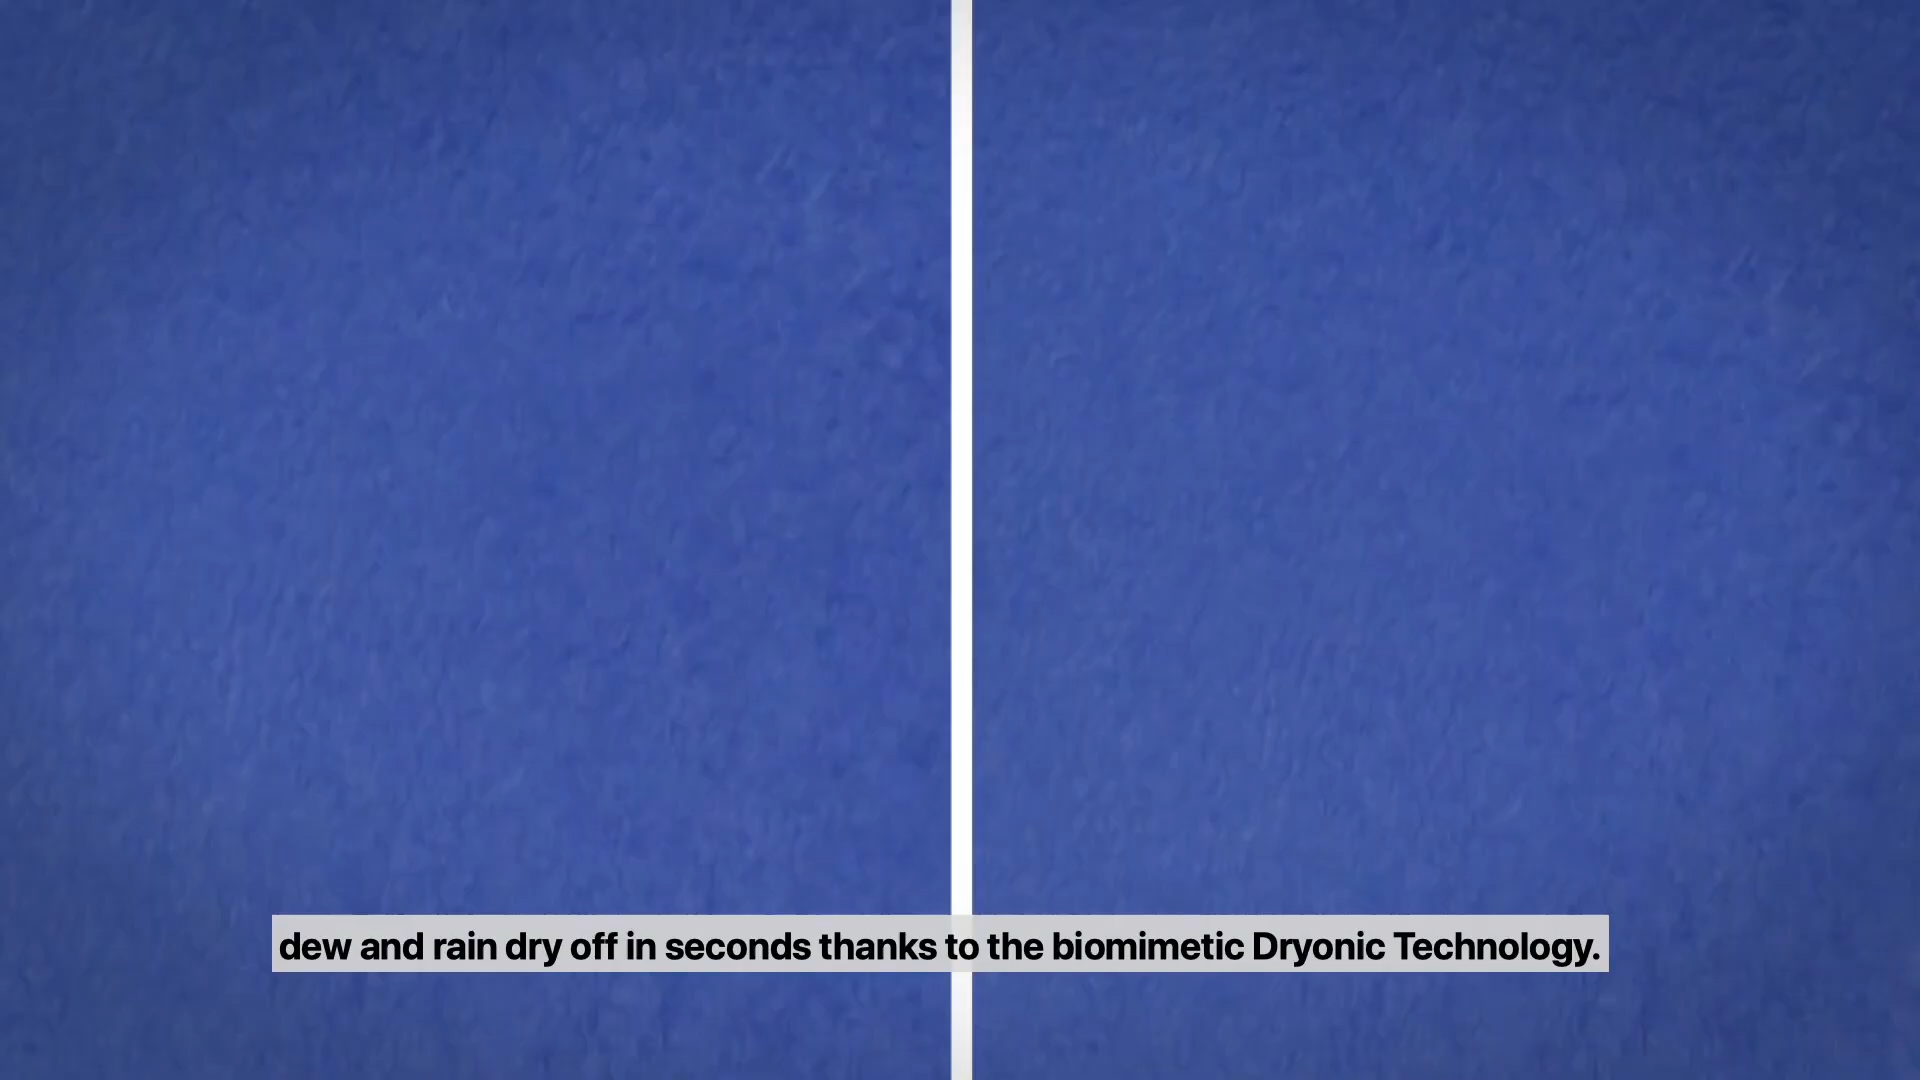 dew and rain dry off in seconds thanks to the biomimetic Dryonic Technology.